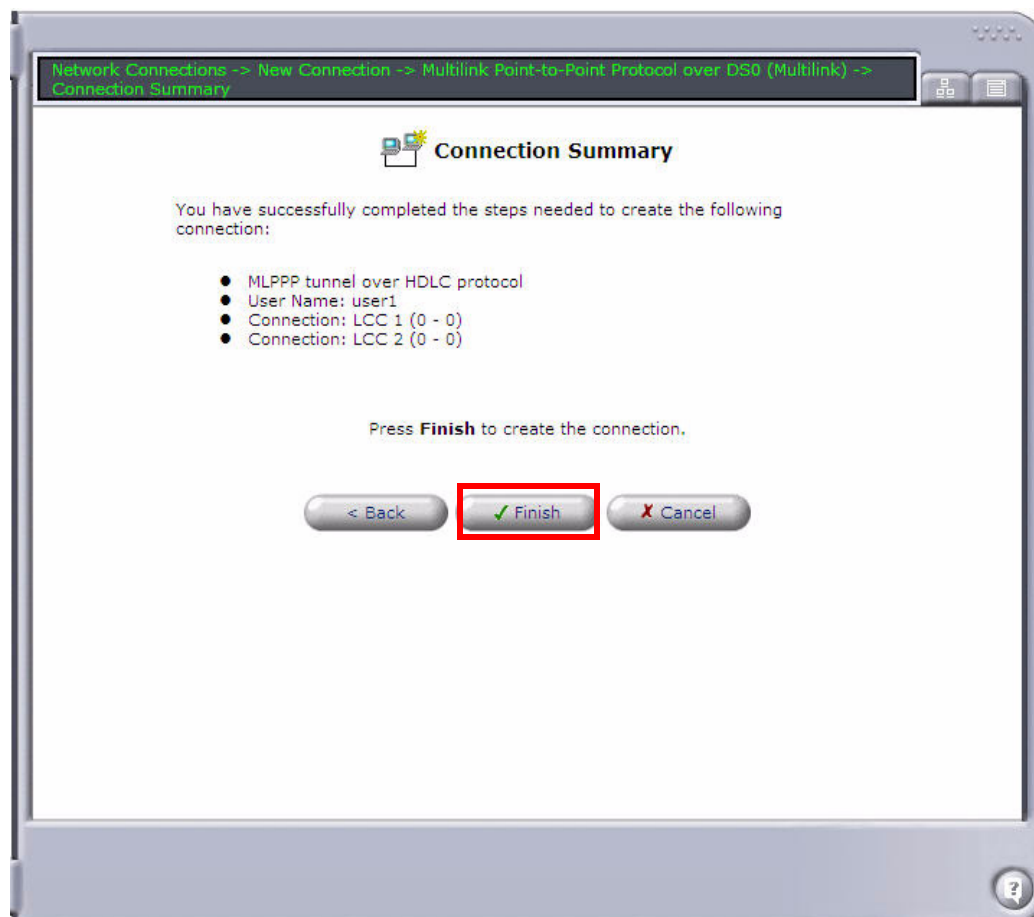 Network Connections -> New Connection -> Multilink Point-to-Point Protocol over DS0 (Multilink) ->
Connection Summary
Connection Summary
You have successfully completed the steps needed to create the following
connection:
● MLPPP tunnel over HDLC protocol
● User Name: user1
● Connection: LCC 1 (0 - 0)
● Connection: LCC 2 (0 - 0)
Press Finish to create the connection.
< Back ✓ Finish ✗ Cancel
?